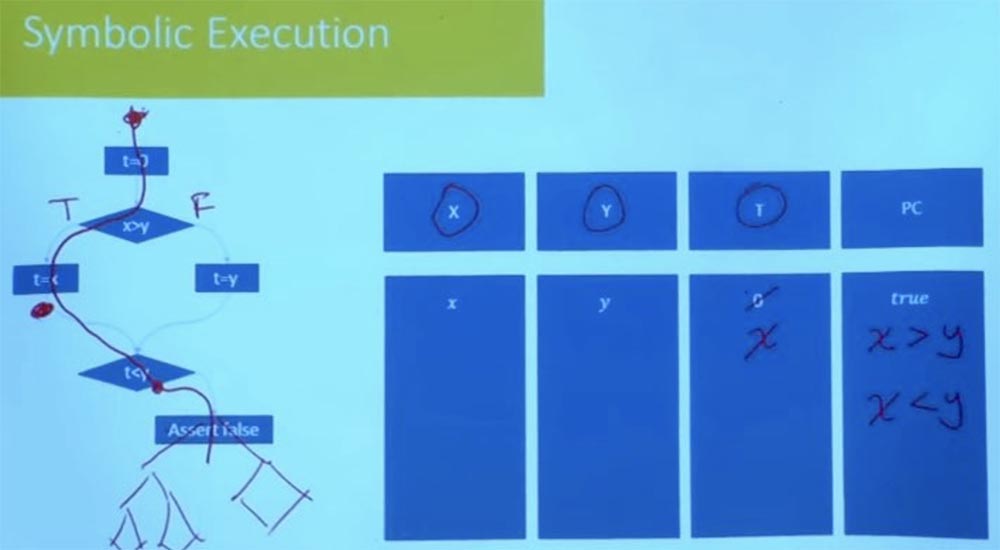 Symbolic Execution
t=0
T F
x>y
t=x t=y
t<y
Assert false
X Y T PC
x y 0 true
x x>y
x<y